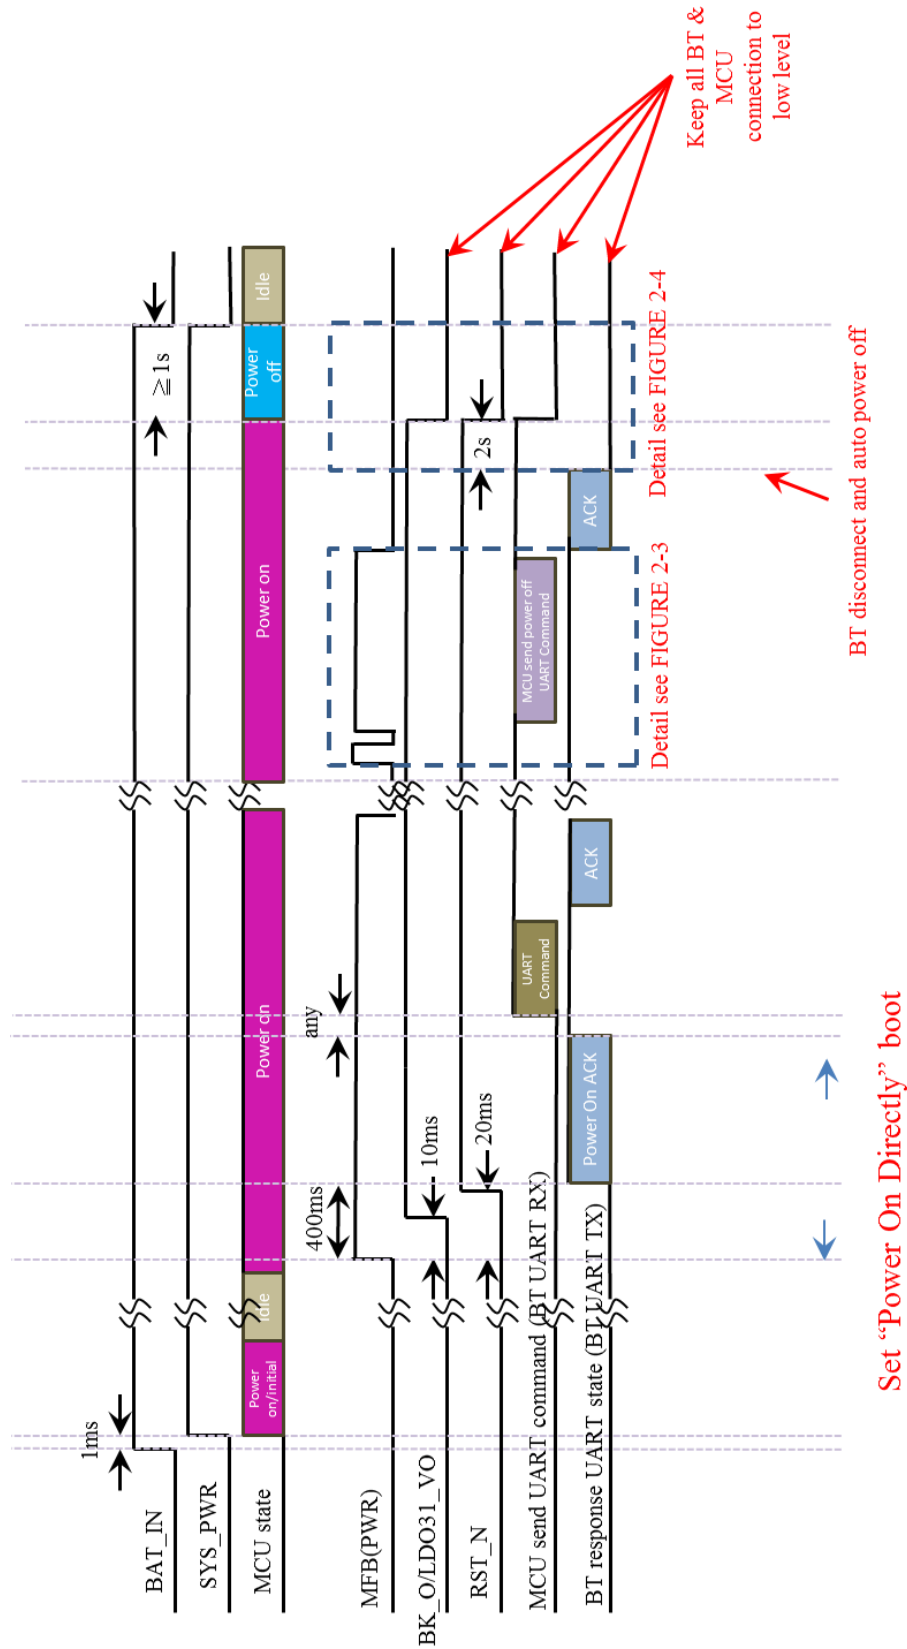 1ms
≧1s
BAT_IN
SYS_PWR
MCU state
Power
on/initial
Idle
Power on
Power on
Power
off
Idle
400ms
any
MFB(PWR)
10ms
BK_O/LDO31_VO
20ms
2s
RST_N
MCU send UART command (BT UART RX)
UART
Command
MCU send power off
UART Command
BT response UART state (BT UART TX)
Power On ACK
ACK
ACK
Detail see FIGURE 2-3
Detail see FIGURE 2-4
Keep all BT &
MCU
connection to
low level
BT disconnect and auto power off
Set “Power On Directly” boot